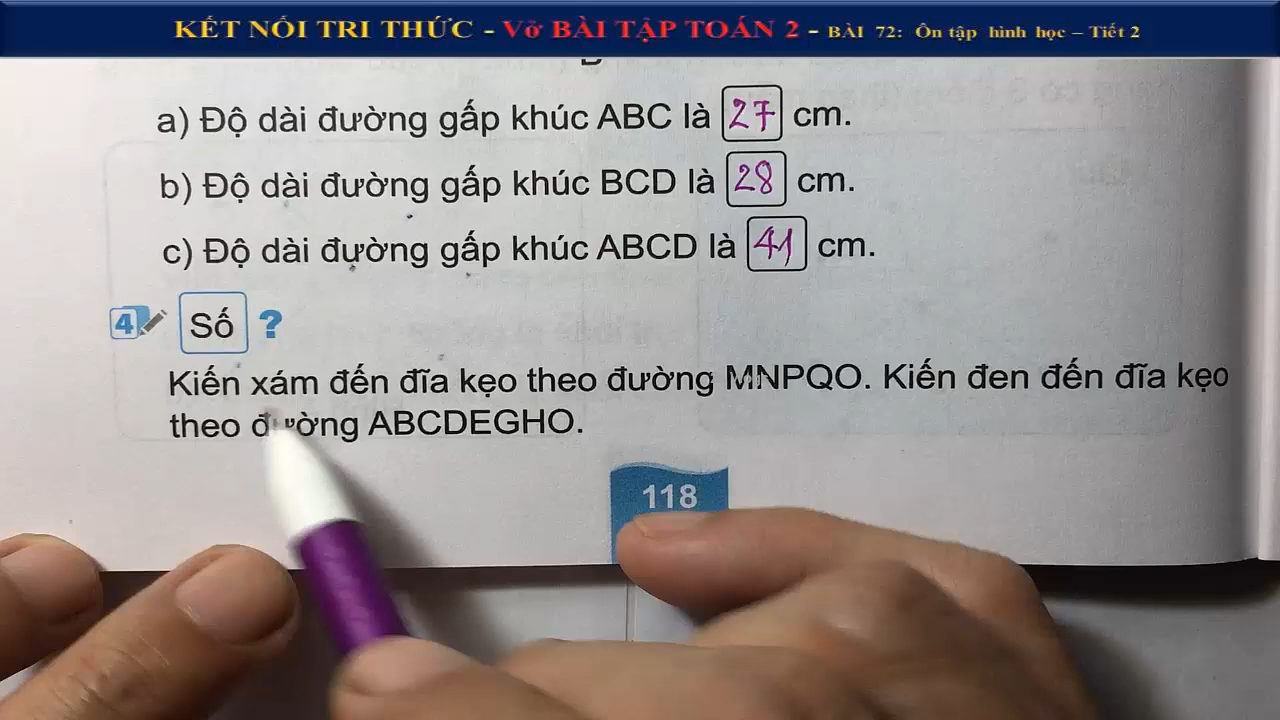 KẾT NỐI TRI THỨC - Vở BÀI TẬP TOÁN 2 - BÀI 72: Ôn tập hình học – Tiết 2
a) Độ dài đường gấp khúc ABC là 27 cm.
b) Độ dài đường gấp khúc BCD là 28 cm.
c) Độ dài đường gấp khúc ABCD là 41 cm.
4 Số ?
Kiến xám đến đĩa kẹo theo đường MNPQO. Kiến đen đến đĩa kẹo
theo đường ABCDEGHO.
118